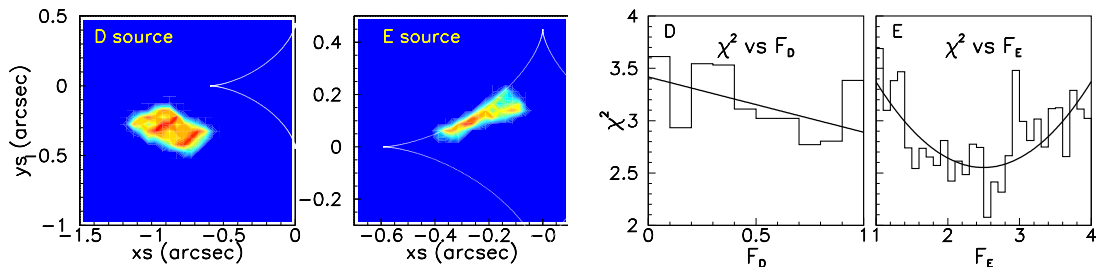 D source
0.5
0
-0.5
-1
ys (arcsec)
-1.5
-1
-0.5
0
xs (arcsec)
E source
0.4
0.2
0
-0.2
-0.6
-0.4
-0.2
-0
xs (arcsec)
D
χ² vs F_D
4
3.6
3
2.5
2
χ²
0
0.5
1
F_D
E
χ² vs F_E
1
2
3
4
F_E